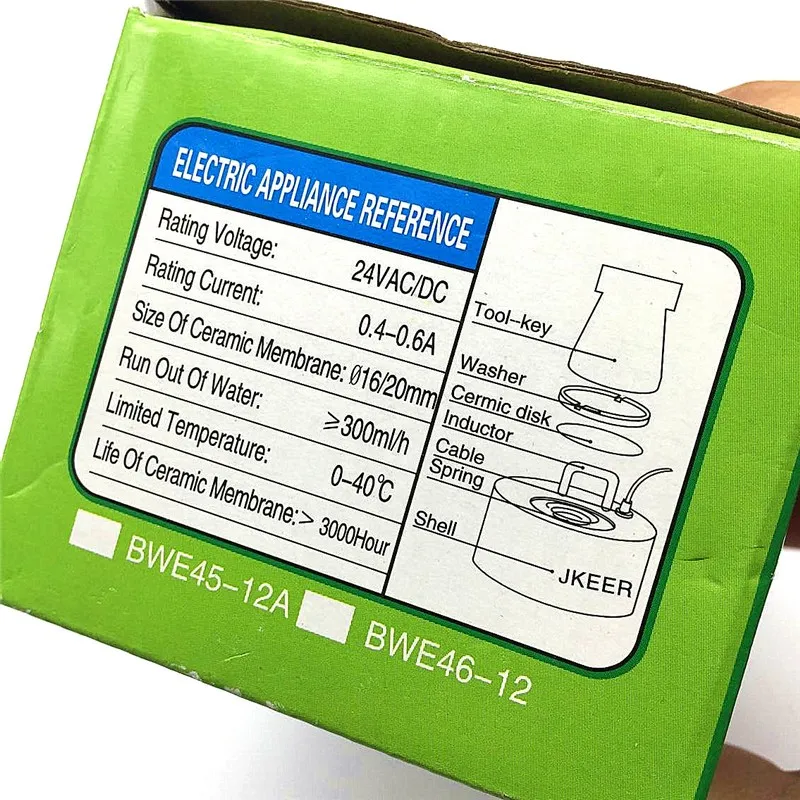 ELECTRIC APPLIANCE REFERENCE
Rating Voltage: 24VAC/DC
Rating Current: 0.4-0.6A
Size Of Ceramic Membrane: Ø16/20mm
Run Out Of Water: ≥300ml/h
Limited Temperature: 0-40℃
Life Of Ceramic Membrane: > 3000Hour
Tool-key
Washer
Cermic disk
Inductor
Cable
Spring
Shell
JKEER
BWE45-12A
BWE46-12